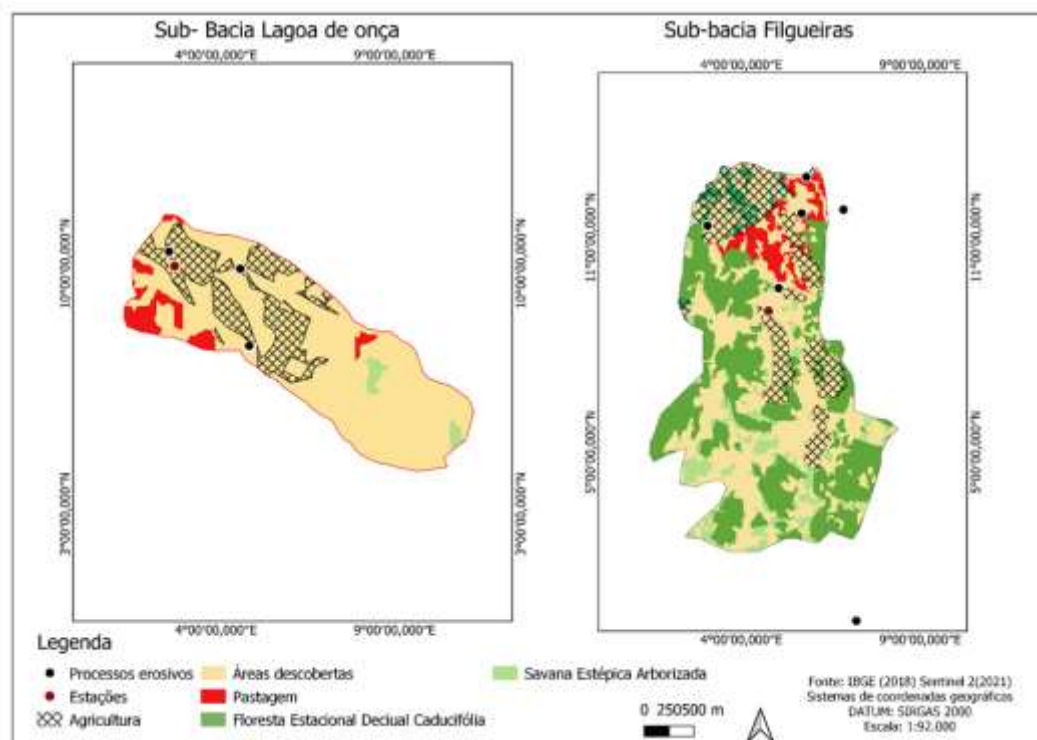 Sub- Bacia Lagoa de onça
4°00'00,000"E 9°00'00,000"E
10°00'00,000"N
10°00'00,000"N
3°00'00,000"N
3°00'00,000"N
4°00'00,000"E 9°00'00,000"E
Sub-bacia Filgueiras
4°00'00,000"E 9°00'00,000"E
11°00'00,000"N
11°00'00,000"N
5°00'00,000"N
5°00'00,000"N
4°00'00,000"E 9°00'00,000"E
Legenda
Processos erosivos
Estações
Agricultura
Áreas descobertas
Pastagem
Floresta Estacional Deciual Caducifólia
Savana Estépica Arborizada
0 250500 m
Fonte: IBGE (2018) Sentinel 2(2021)
Sistemas de coordenadas geográficas
DATUM: SIRGAS 2000
Escala: 1:92.000